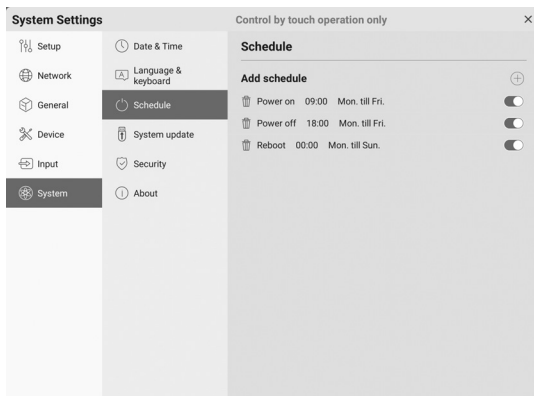 System Settings
Control by touch operation only
Setup
Network
General
Device
Input
System
Date & Time
Language &
keyboard
Schedule
System update
Security
About
Schedule
Add schedule
Power on 09:00 Mon. till Fri.
Power off 18:00 Mon. till Fri.
Reboot 00:00 Mon. till Sun.